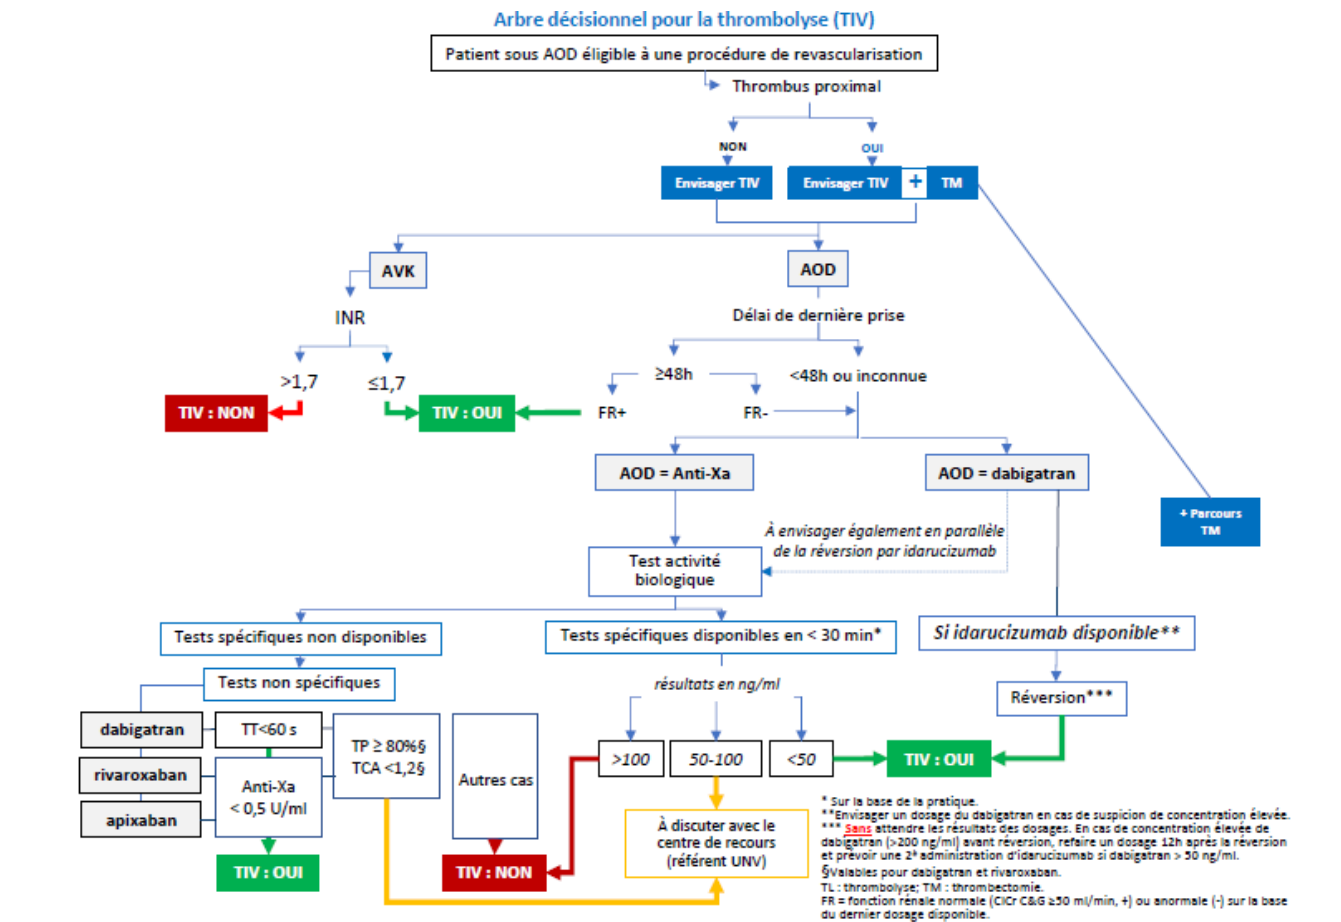 Arbre décisionnel pour la thrombolyse (TIV)
Patient sous AOD éligible à une procédure de revascularisation
Thrombus proximal
NON
OUI
Envisager TIV
Envisager TIV
+
TM
AVK
AOD
INR
Délai de dernière prise
>1,7
≤1,7
≥48h
<48h ou inconnue
TIV : NON
TIV : OUI
FR+
FR-
AOD = Anti-Xa
AOD = dabigatran
+ Parcours
TM
À envisager également en parallèle
de la réversion par idarucizumab
Test activité
biologique
Tests spécifiques non disponibles
Tests spécifiques disponibles en < 30 min*
Si idarucizumab disponible**
Tests non spécifiques
résultats en ng/ml
Réversion***
dabigatran
TT<60 s
rivaroxaban
Anti-Xa
< 0,5 U/ml
apixaban
TP ≥ 80%§
TCA <1,2§
Autres cas
>100
50-100
<50
TIV : OUI
À discuter avec le
centre de recours
(référent UNV)
TIV : OUI
TIV : NON
* Sur la base de la pratique.
**Envisager un dosage du dabigatran en cas de suspicion de concentration élevée.
*** Sans attendre les résultats des dosages. En cas de concentration élevée de
dabigatran (>200 ng/ml) avant réversion, refaire un dosage 12h après la réversion
et prévoir une 2ᵉ administration d'idarucizumab si dabigatran > 50 ng/ml.
§Valables pour dabigatran et rivaroxaban.
TL : thrombolyse; TM : thrombectomie.
FR = fonction rénale normale (ClCr C&G ≥50 ml/min, +) ou anormale (-) sur la base
du dernier dosage disponible.